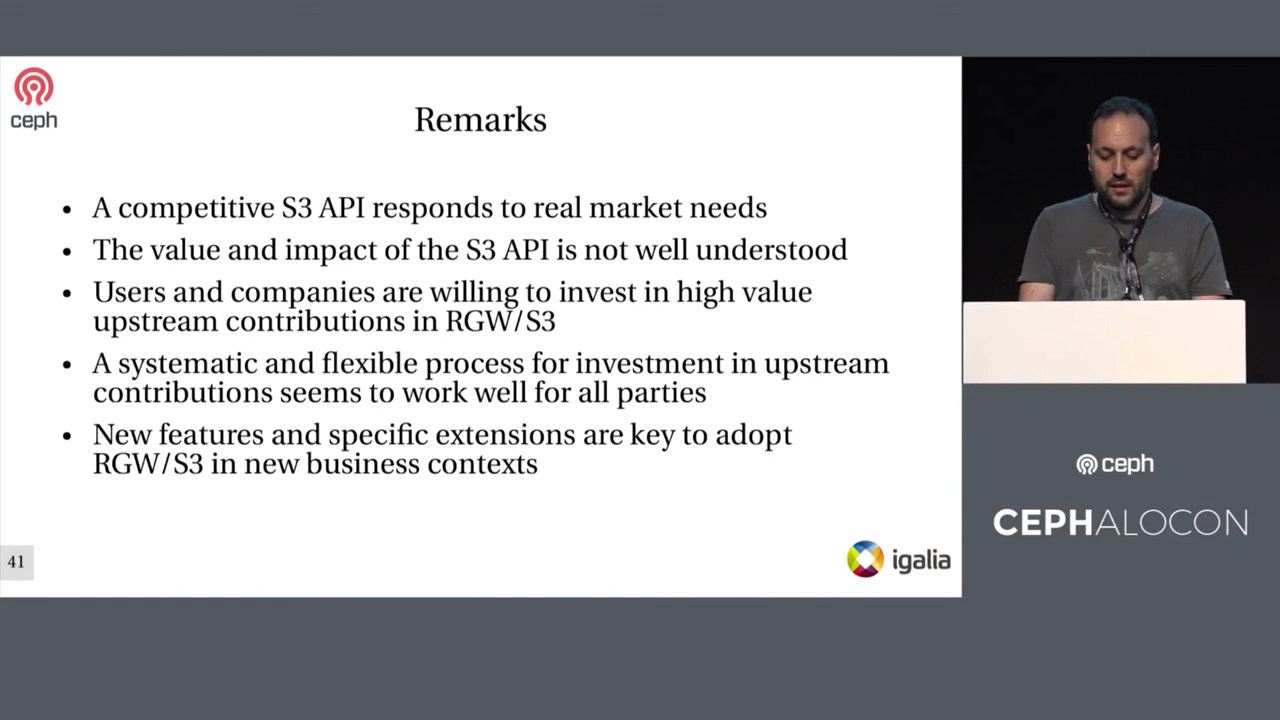 ceph
Remarks
• A competitive S3 API responds to real market needs
• The value and impact of the S3 API is not well understood
• Users and companies are willing to invest in high value
upstream contributions in RGW/S3
• A systematic and flexible process for investment in upstream
contributions seems to work well for all parties
• New features and specific extensions are key to adopt
RGW/S3 in new business contexts
41
igalia
ceph
CEPHALOCON